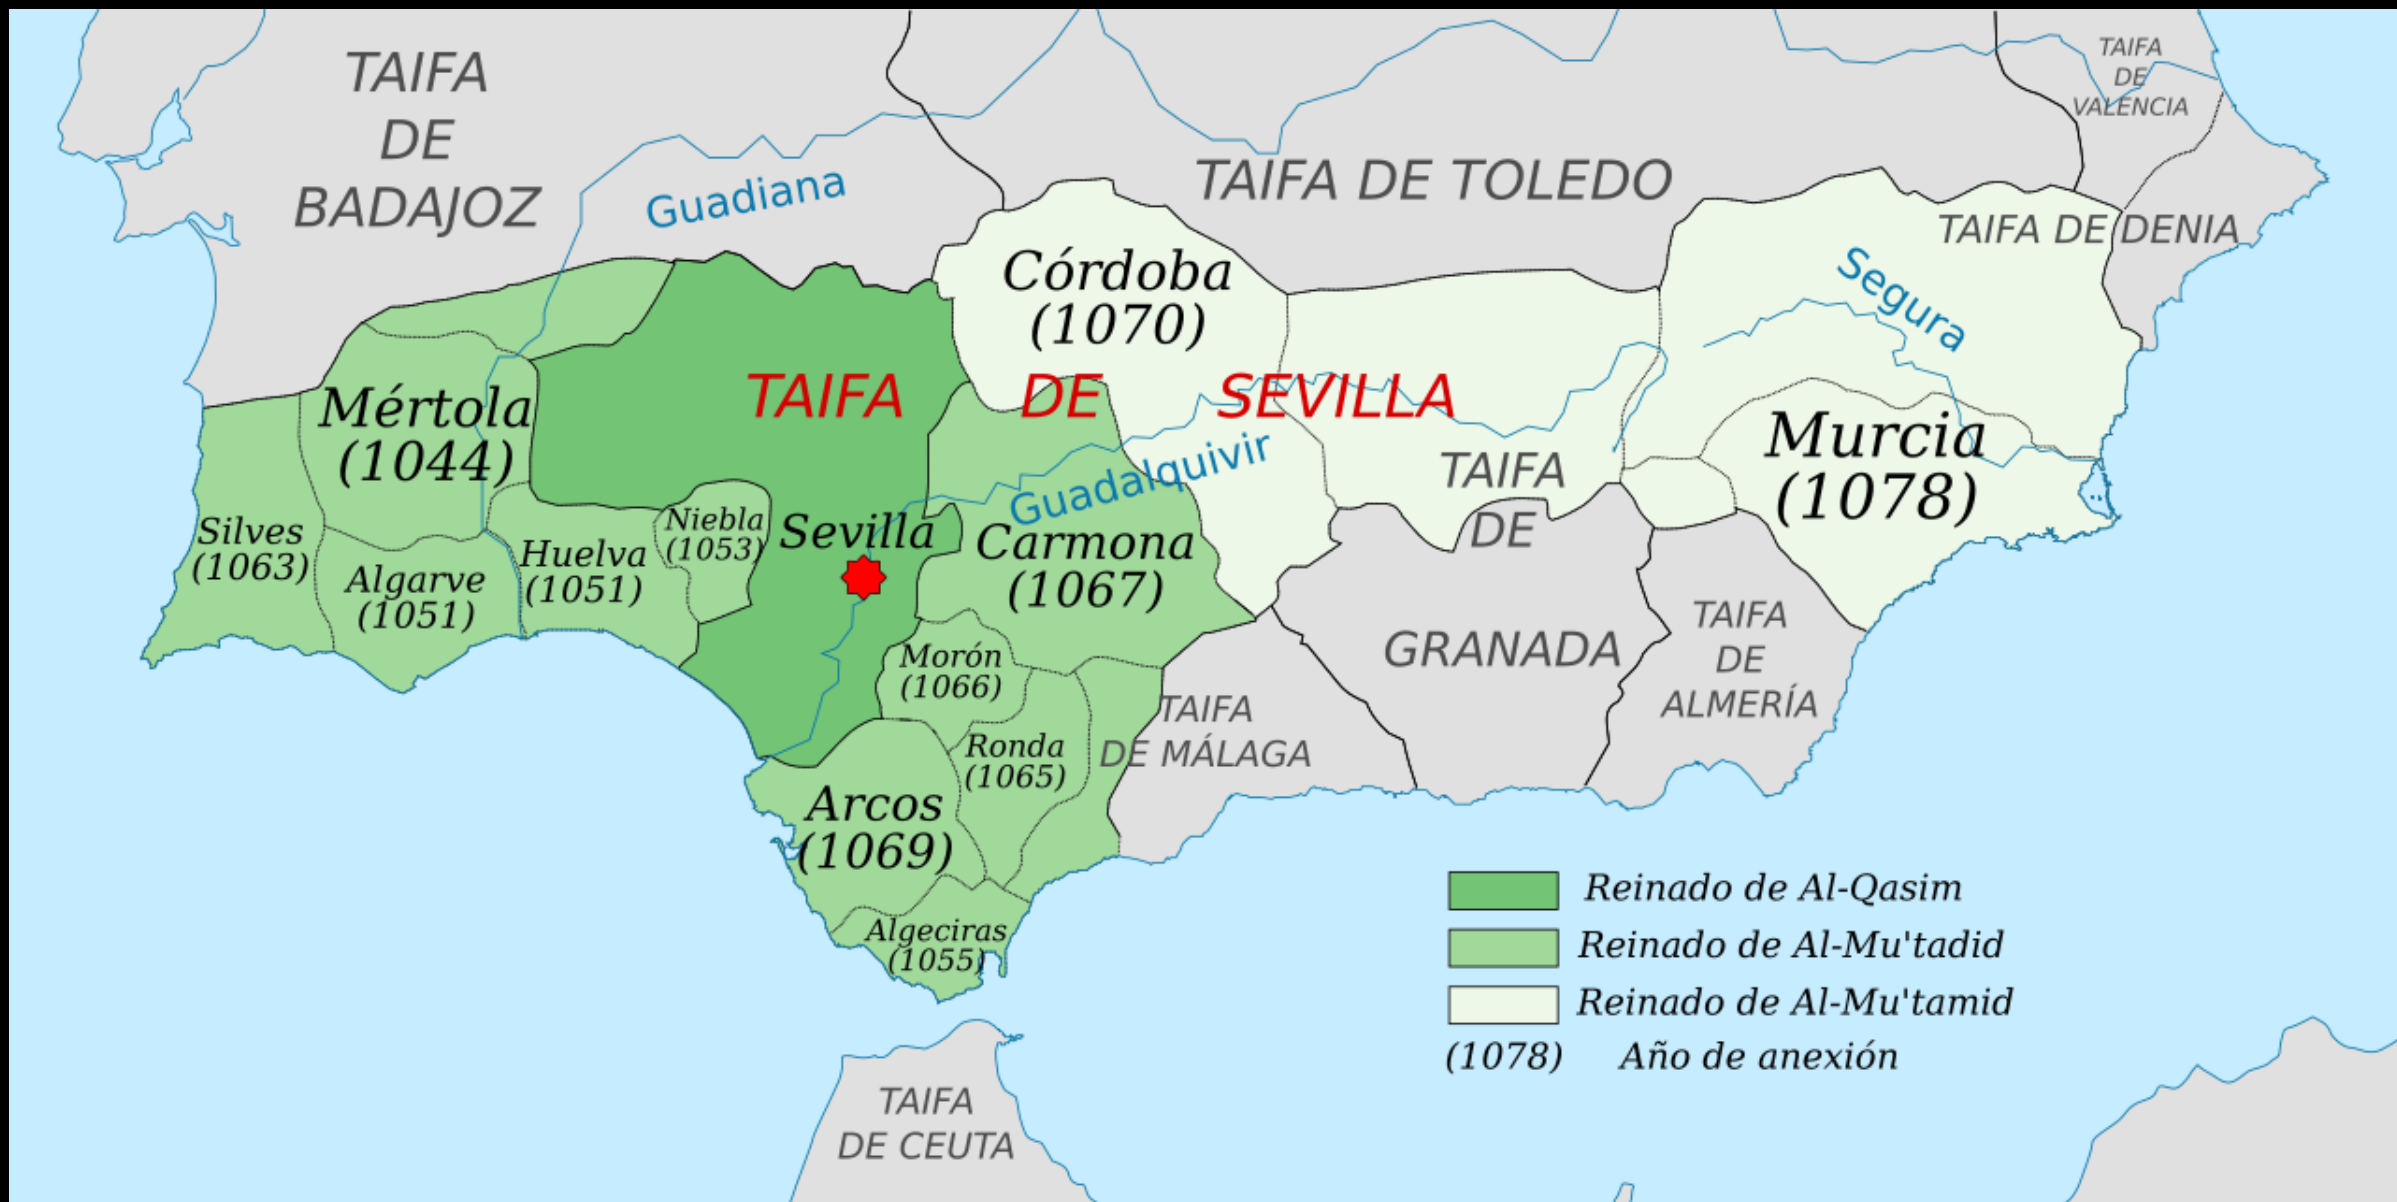 TAIFA
DE
BADAJOZ
Guadiana
TAIFA DE TOLEDO
TAIFA
DE
VALENCIA
TAIFA DE DENIA
Segura
Córdoba
(1070)
TAIFA DE SEVILLA
Mértola
(1044)
Guadalquivir
Murcia
(1078)
Silves
(1063)
Algarve
(1051)
Huelva
(1051)
Niebla
(1053)
Sevilla
Carmona
(1067)
TAIFA
DE
GRANADA
TAIFA
DE
ALMERÍA
Morón
(1066)
Ronda
(1065)
TAIFA
DE MÁLAGA
Arcos
(1069)
Algeciras
(1055)
Reinado de Al-Qasim
Reinado de Al-Mu'tadid
Reinado de Al-Mu'tamid
(1078) Año de anexión
TAIFA
DE CEUTA